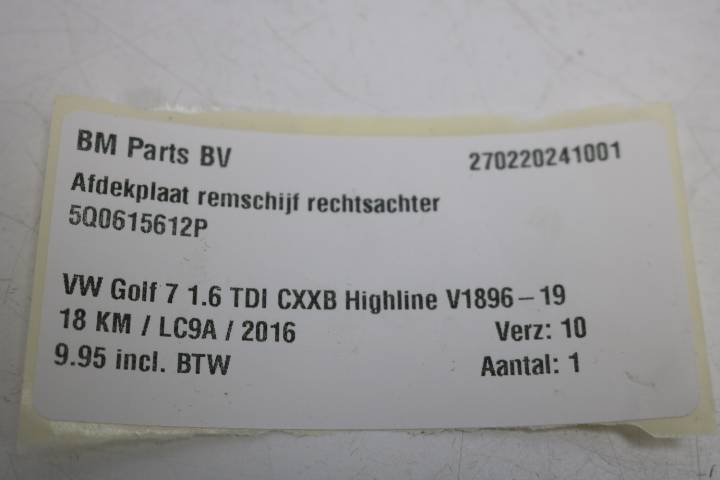 BM Parts BV 270220241001
Afdekplaat remschijf rechtsachter
5Q0615612P
VW Golf 7 1.6 TDI CXXB Highline V1896-19
18 KM / LC9A / 2016 Verz: 10
9.95 incl. BTW Aantal: 1